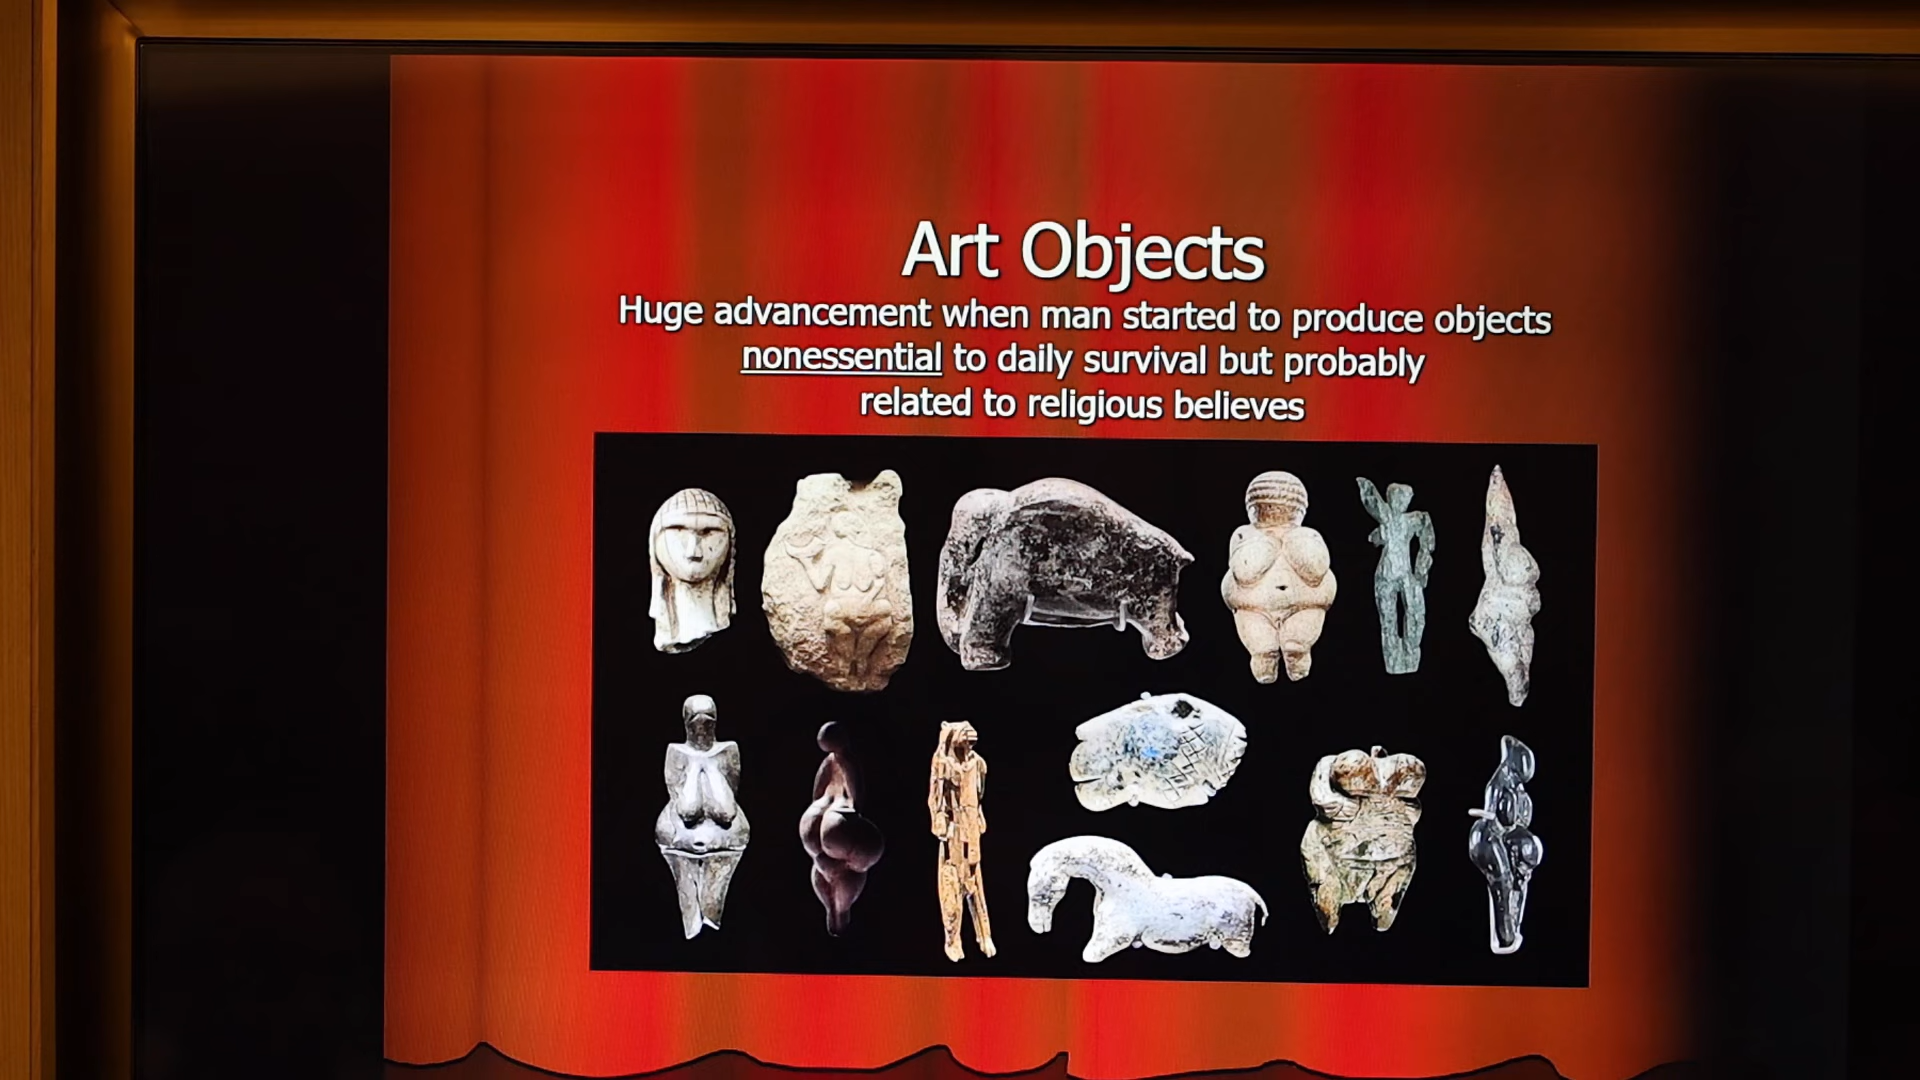 Art Objects
Huge advancement when man started to produce objects
nonessential to daily survival but probably
related to religious believes